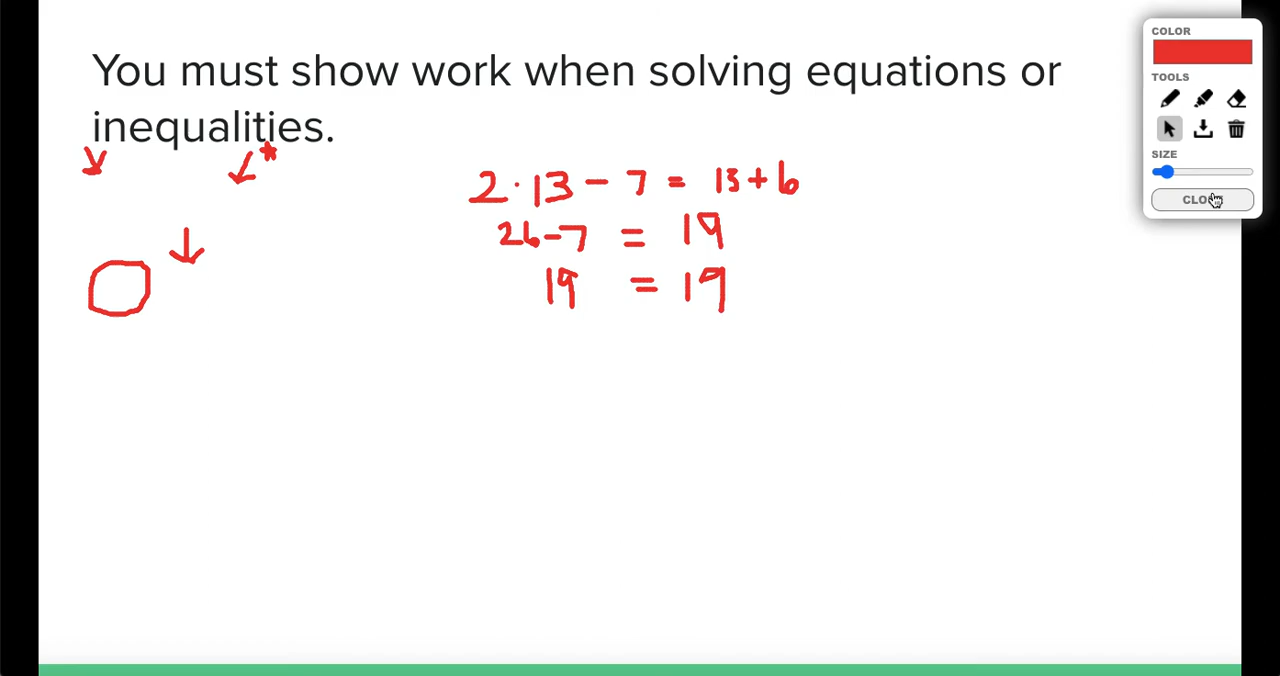 You must show work when solving equations or
inequalities.
2 · 13 - 7 = 13 + 6
26 - 7 = 19
19 = 19
COLOR
TOOLS
SIZE